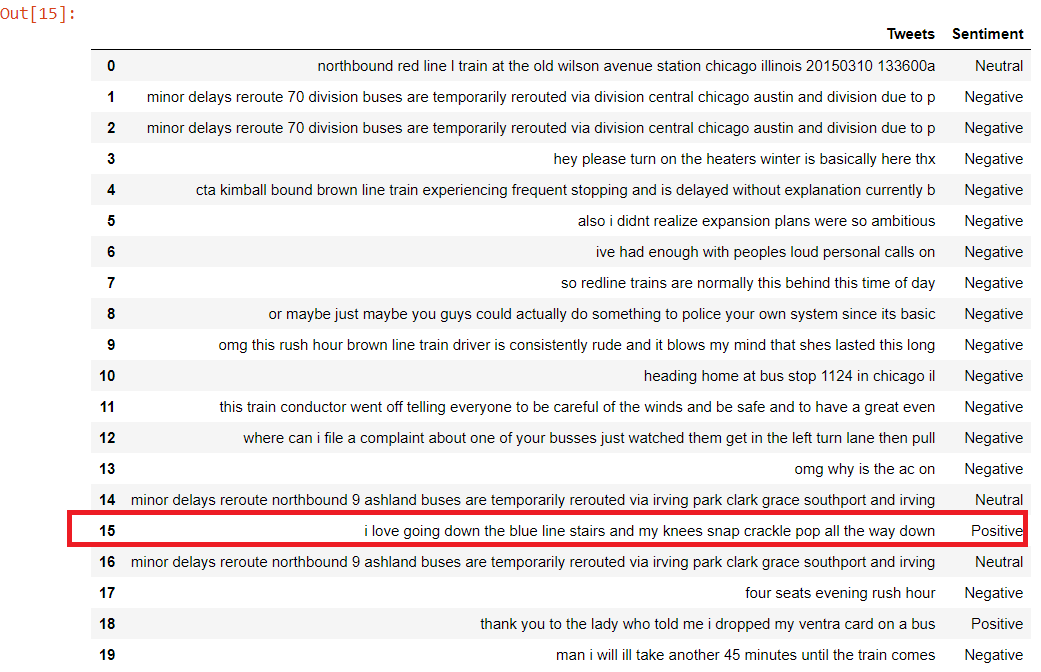 Out[15]:
Tweets Sentiment
0 northbound red line l train at the old wilson avenue station chicago illinois 20150310 133600a Neutral
1 minor delays reroute 70 division buses are temporarily rerouted via division central chicago austin and division due to p Negative
2 minor delays reroute 70 division buses are temporarily rerouted via division central chicago austin and division due to p Negative
3 hey please turn on the heaters winter is basically here thx Negative
4 cta kimball bound brown line train experiencing frequent stopping and is delayed without explanation currently b Negative
5 also i didnt realize expansion plans were so ambitious Negative
6 ive had enough with peoples loud personal calls on Negative
7 so redline trains are normally this behind this time of day Negative
8 or maybe just maybe you guys could actually do something to police your own system since its basic Negative
9 omg this rush hour brown line train driver is consistently rude and it blows my mind that shes lasted this long Negative
10 heading home at bus stop 1124 in chicago il Negative
11 this train conductor went off telling everyone to be careful of the winds and be safe and to have a great even Negative
12 where can i file a complaint about one of your busses just watched them get in the left turn lane then pull Negative
13 omg why is the ac on Negative
14 minor delays reroute northbound 9 ashland buses are temporarily rerouted via irving park clark grace southport and irving Neutral
15 i love going down the blue line stairs and my knees snap crackle pop all the way down Positive
16 minor delays reroute northbound 9 ashland buses are temporarily rerouted via irving park clark grace southport and irving Neutral
17 four seats evening rush hour Negative
18 thank you to the lady who told me i dropped my ventra card on a bus Positive
19 man i will ill take another 45 minutes until the train comes Negative